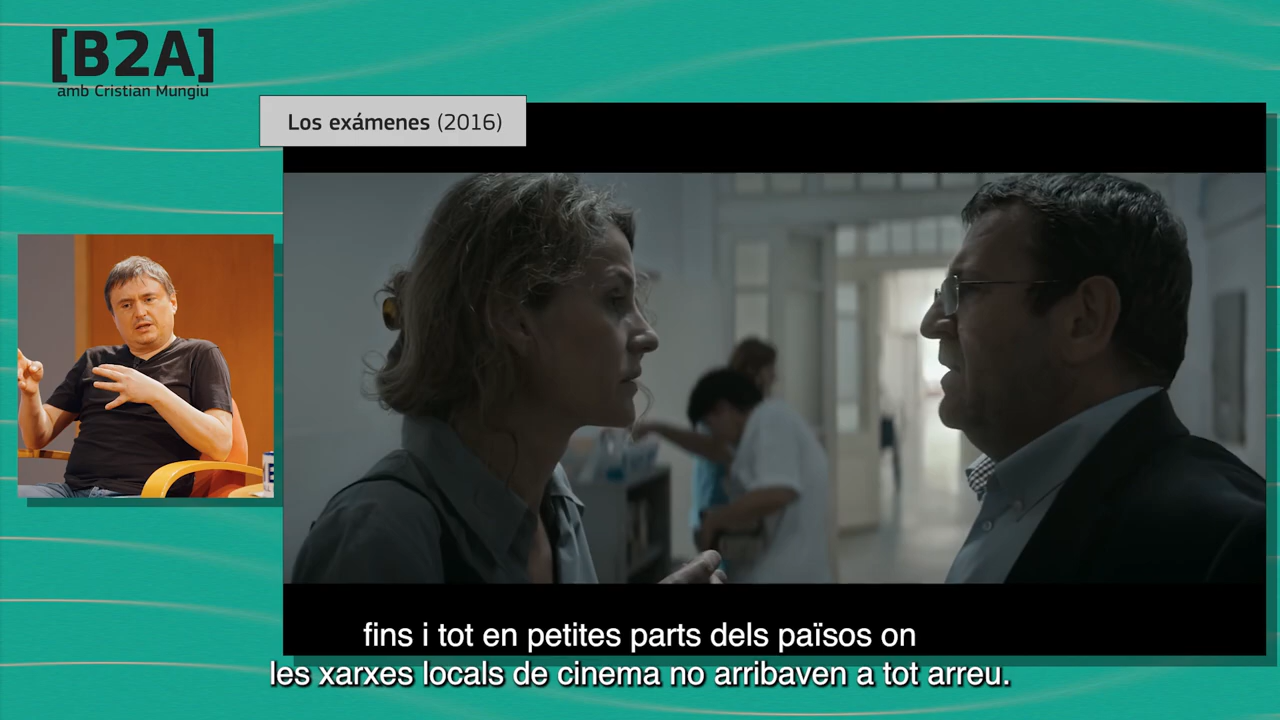 [B2A]
amb Cristian Mungiu
Los exámenes (2016)
fins i tot en petites parts dels països on
les xarxes locals de cinema no arribaven a tot arreu.